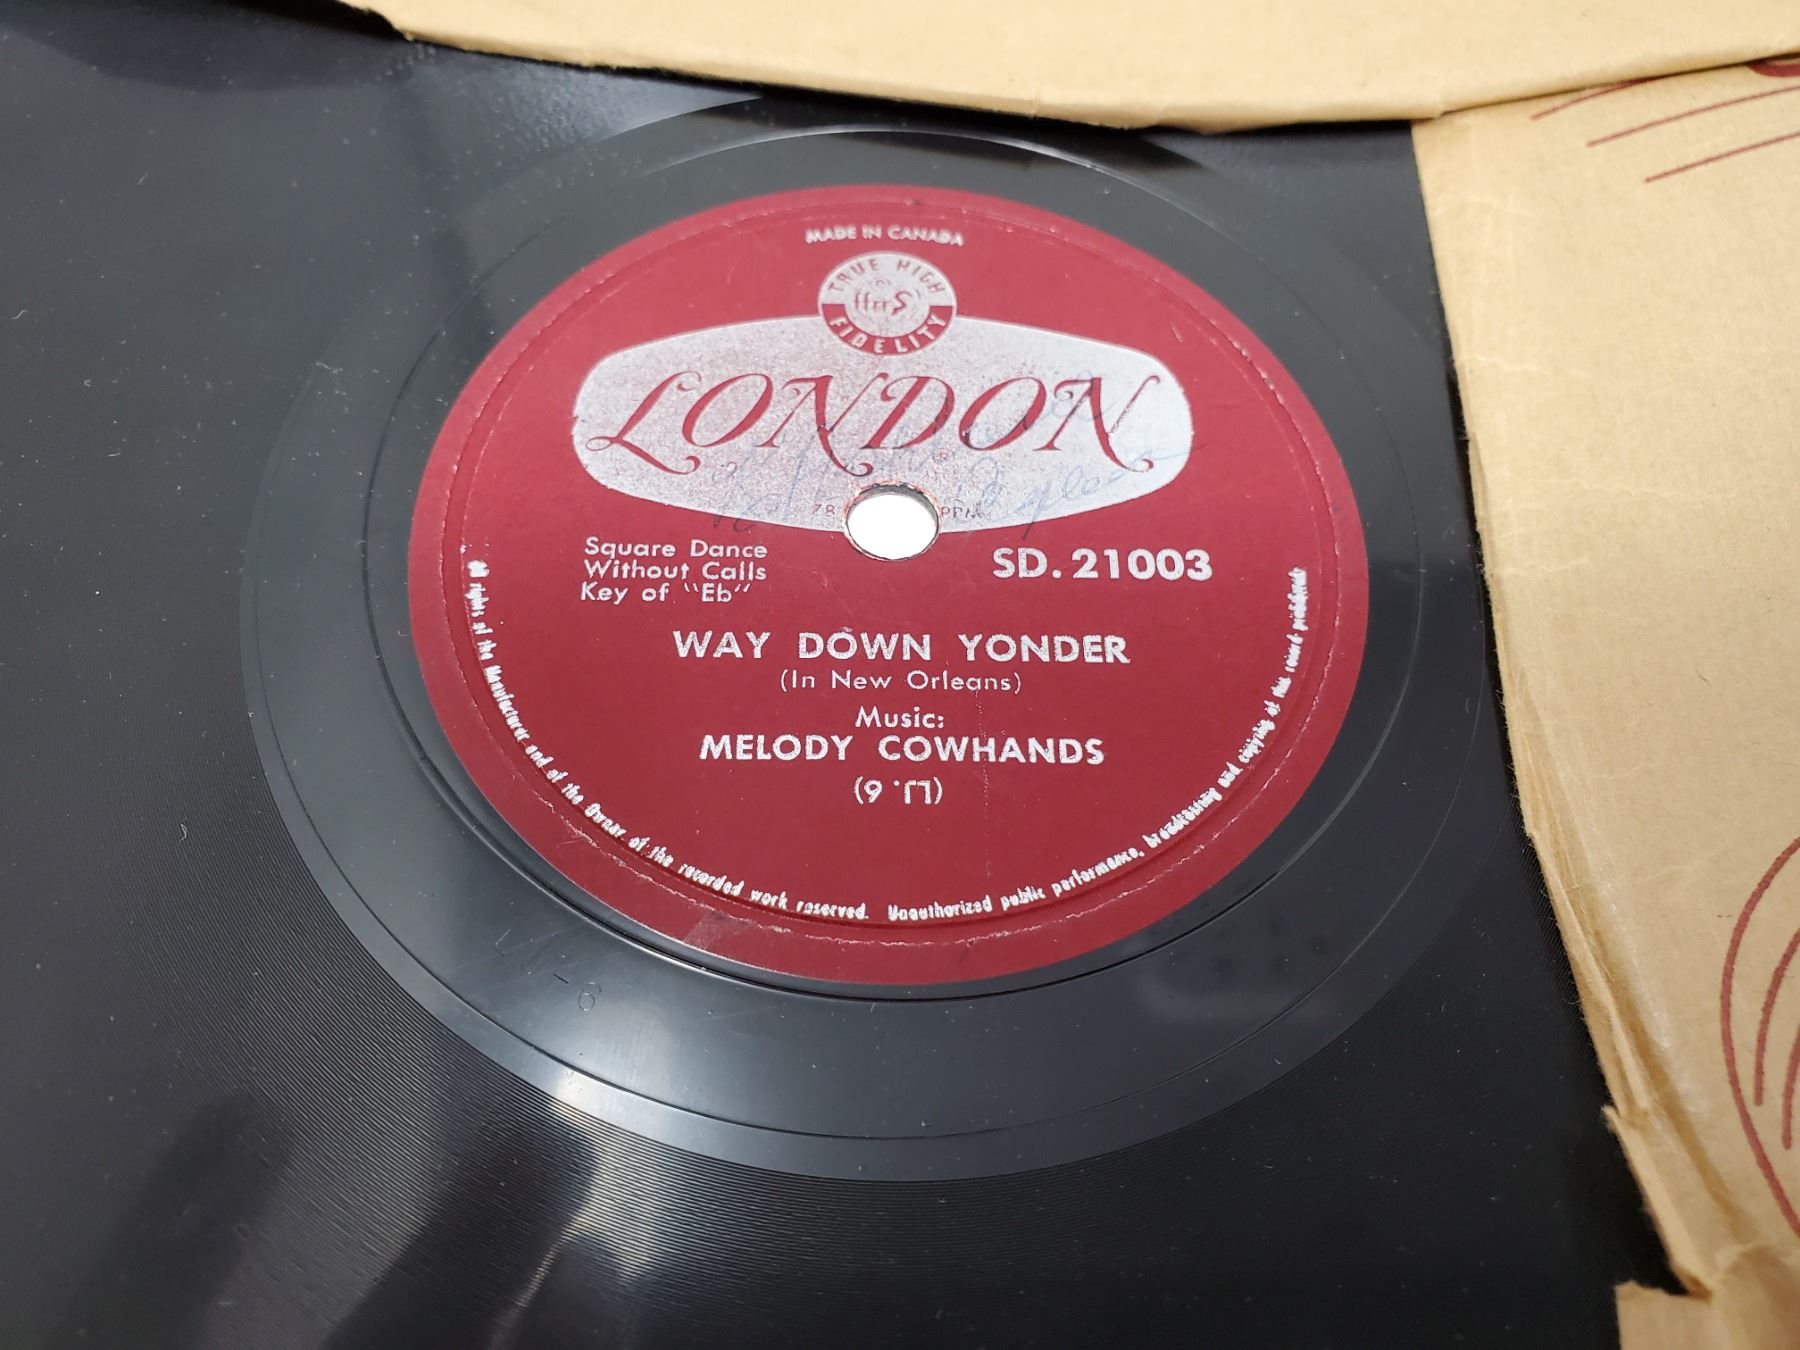 MADE IN CANADA
TRUE HIGH
ffrr
FIDELITY
LONDON
®
78 RPM
Square Dance
Without Calls
Key of "Eb"
SD. 21003
WAY DOWN YONDER
(In New Orleans)
Music:
MELODY COWHANDS
(LJ. 6)
All rights of the Manufacturer and of the Owner of the recorded work reserved. Unauthorized public performance, broadcasting and copying of this record prohibited
-6